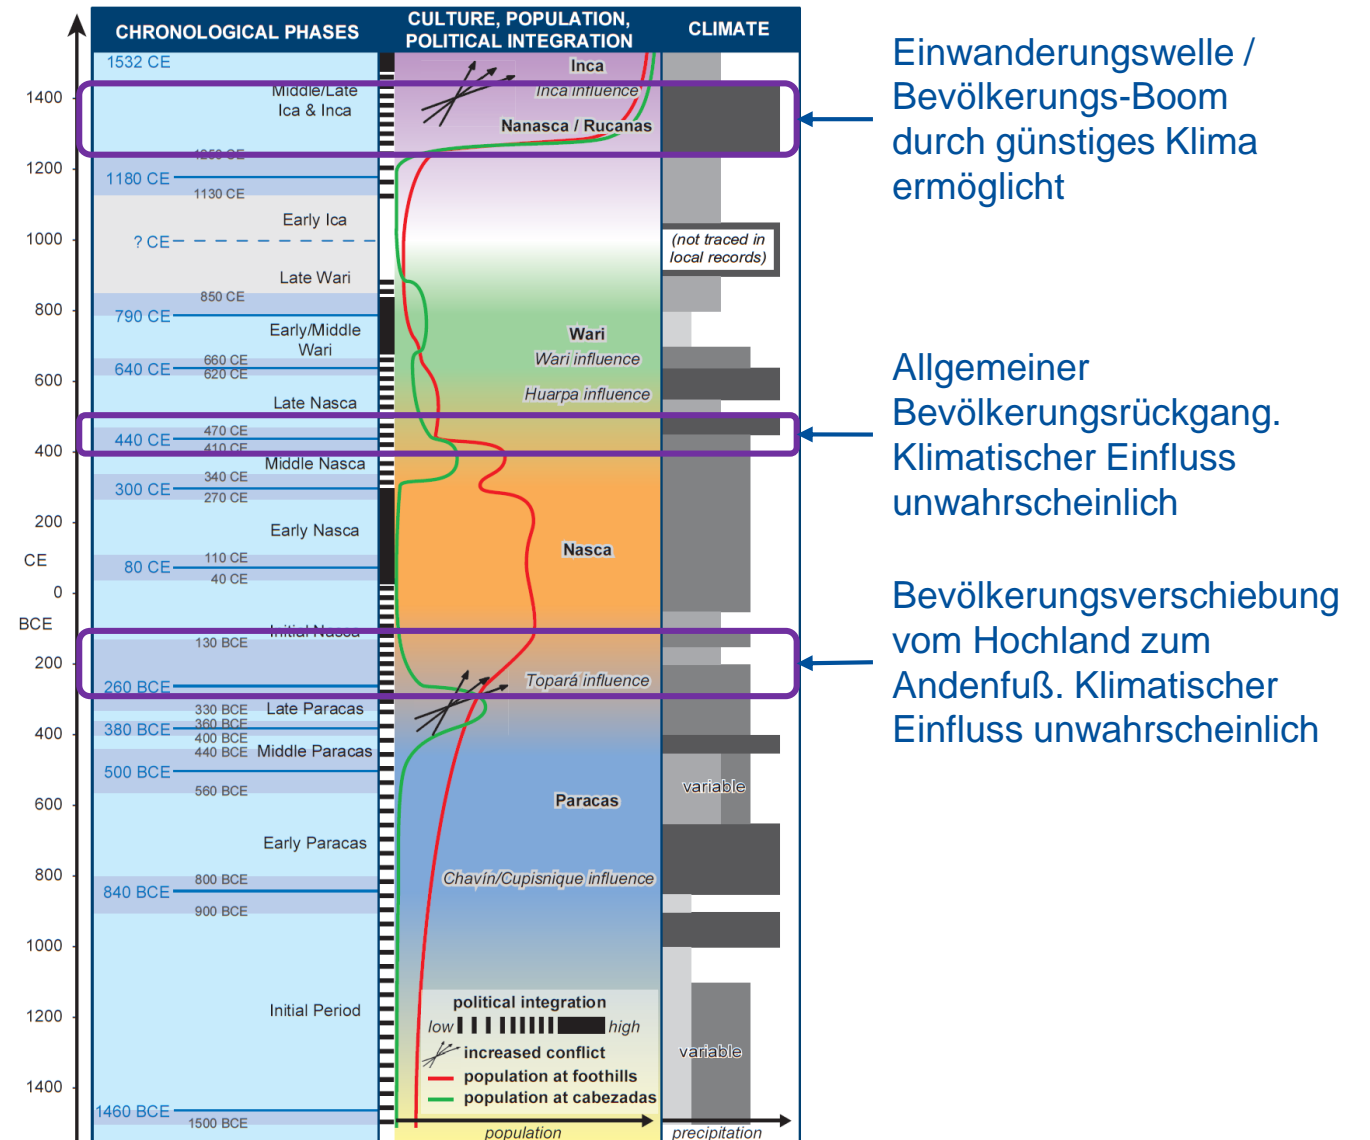 CHRONOLOGICAL PHASES
CULTURE, POPULATION,
POLITICAL INTEGRATION
CLIMATE
1532 CE
Middle/Late
Ica & Inca
1250 CE
1180 CE
1130 CE
Early Ica
? CE
Late Wari
850 CE
790 CE
Early/Middle
Wari
660 CE
640 CE
620 CE
Late Nasca
470 CE
440 CE
410 CE
Middle Nasca
340 CE
300 CE
270 CE
Early Nasca
110 CE
80 CE
40 CE
Initial Nasca
130 BCE
260 BCE
330 BCE
Late Paracas
360 BCE
380 BCE
400 BCE
440 BCE
Middle Paracas
500 BCE
560 BCE
Early Paracas
800 BCE
840 BCE
900 BCE
Initial Period
1460 BCE
1500 BCE
1400
1200
1000
800
600
400
200
CE
0
BCE
200
400
600
800
1000
1200
1400
Inca
Inca influence
Nanasca / Rucanas
Wari
Wari influence
Huarpa influence
Nasca
Topará influence
Paracas
Chavín/Cupisnique influence
political integration
low
high
increased conflict
population at foothills
population at cabezadas
population
(not traced in
local records)
variable
variable
precipitation
Einwanderungswelle /
Bevölkerungs-Boom
durch günstiges Klima
ermöglicht
Allgemeiner
Bevölkerungsrückgang.
Klimatischer Einfluss
unwahrscheinlich
Bevölkerungsverschiebung
vom Hochland zum
Andenfuß. Klimatischer
Einfluss unwahrscheinlich